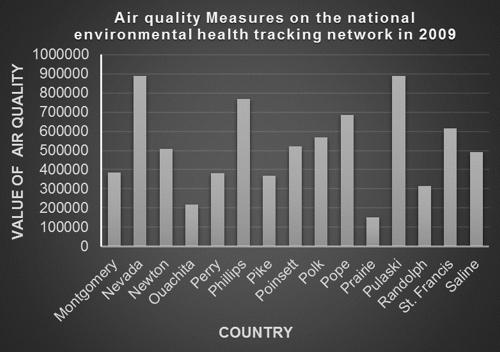 Air quality Measures on the national
environmental health tracking network in 2009
VALUE OF AIR QUALITY
1000000
900000
800000
700000
600000
500000
400000
300000
200000
100000
0
Montgomery
Nevada
Newton
Ouachita
Perry
Phillips
Pike
Poinsett
Polk
Pope
Prairie
Pulaski
Randolph
St. Francis
Saline
COUNTRY